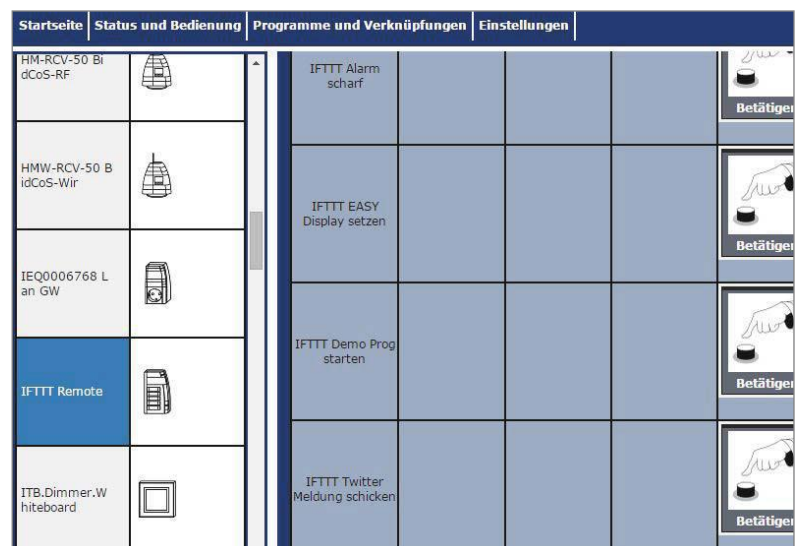 Startseite Status und Bedienung Programme und Verknüpfungen Einstellungen
HM-RCV-50 Bi
dCoS-RF
HMW-RCV-50 B
idCoS-Wir
IEQ0006768 L
an GW
IFTTT Remote
ITB.Dimmer.W
hiteboard
IFTTT Alarm
scharf
Betätigen
IFTTT EASY
Display setzen
Betätigen
IFTTT Demo Prog
starten
Betätigen
IFTTT Twitter
Meldung schicken
Betätigen